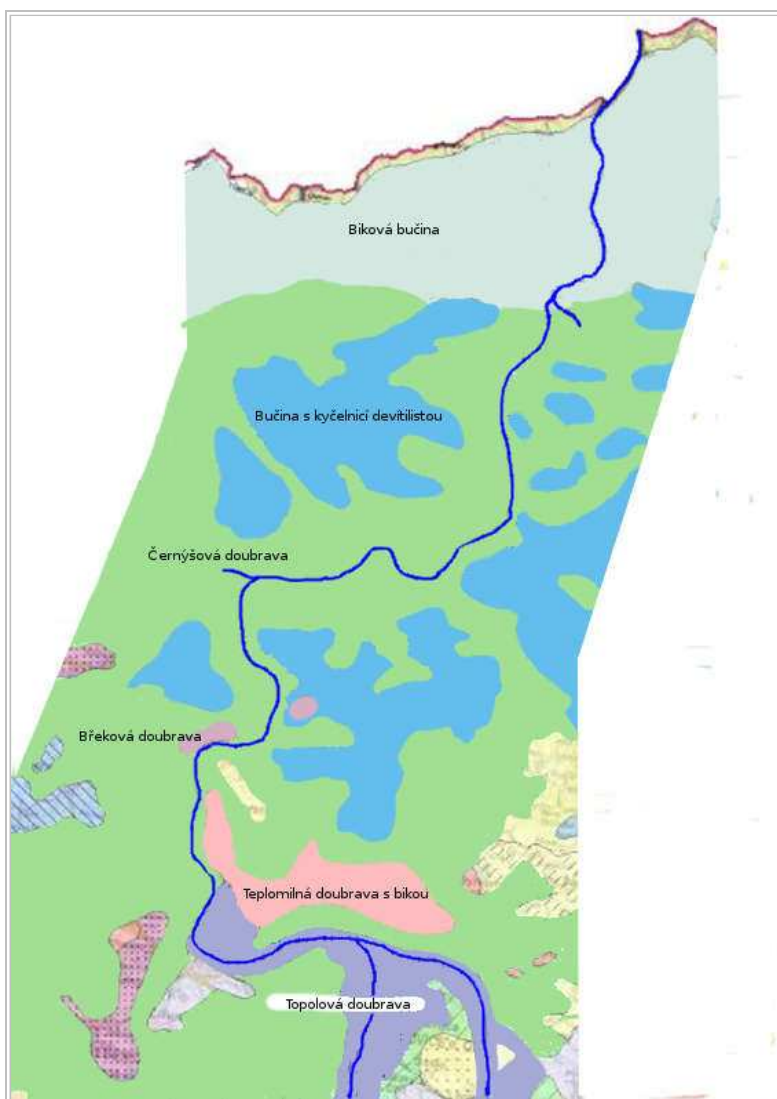 Biková bučina
Bučina s kyčelnicí devítilistou
Černýšová doubrava
Břeková doubrava
Teplomilná doubrava s bikou
Topolová doubrava